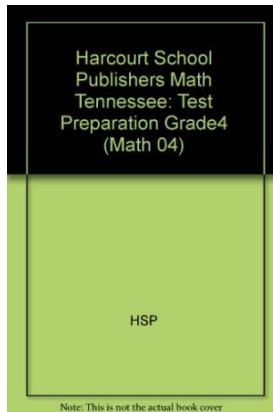 Harcourt School
Publishers Math
Tennessee: Test
Preparation Grade4
(Math 04)
HSP
Note: This is not the actual book cover